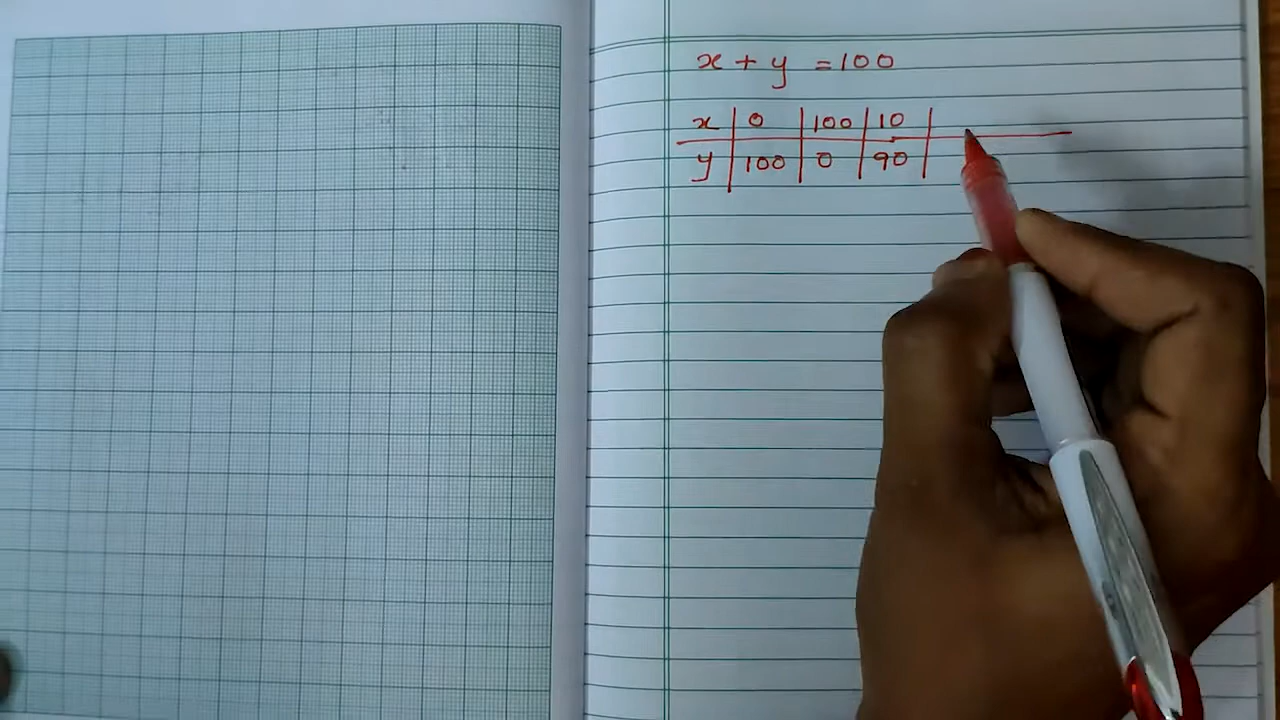 x + y = 100
x | 0 | 100 | 10 |
y | 100 | 0 | 90 |